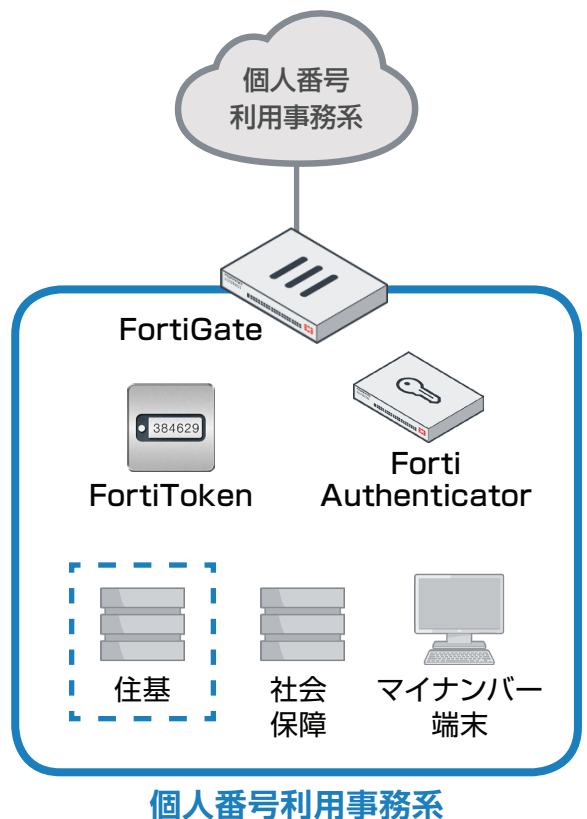 個人番号
利用事務系
FortiGate
384629
FortiToken
Forti
Authenticator
住基
社会
保障
マイナンバー
端末
個人番号利用事務系